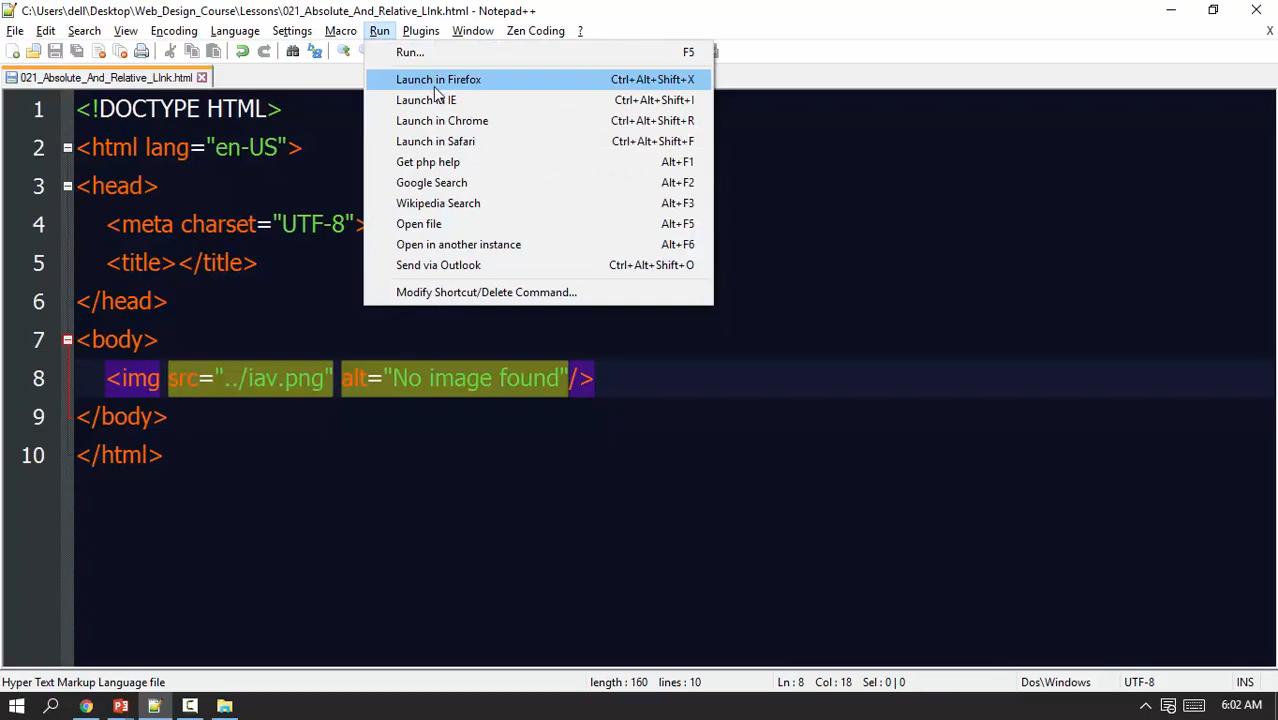 C:\Users\dell\Desktop\Web_Design_Course\Lessons\021_Absolute_And_Relative_LInk.html - Notepad++
File Edit Search View Encoding Language Settings Macro Run Plugins Window Zen Coding ? X
021_Absolute_And_Relative_LInk.html
Run... F5
Launch in Firefox Ctrl+Alt+Shift+X
Launch in IE Ctrl+Alt+Shift+I
Launch in Chrome Ctrl+Alt+Shift+R
Launch in Safari Ctrl+Alt+Shift+F
Get php help Alt+F1
Google Search Alt+F2
Wikipedia Search Alt+F3
Open file Alt+F5
Open in another instance Alt+F6
Send via Outlook Ctrl+Alt+Shift+O
Modify Shortcut/Delete Command...
1 <!DOCTYPE HTML>
2 <html lang="en-US">
3 <head>
4 <meta charset="UTF-8">
5 <title></title>
6 </head>
7 <body>
8 <img src="../iav.png" alt="No image found"/>
9 </body>
10 </html>
Hyper Text Markup Language file length : 160 lines : 10 Ln : 8 Col : 18 Sel : 0 | 0 Dos\Windows UTF-8 INS
6:02 AM